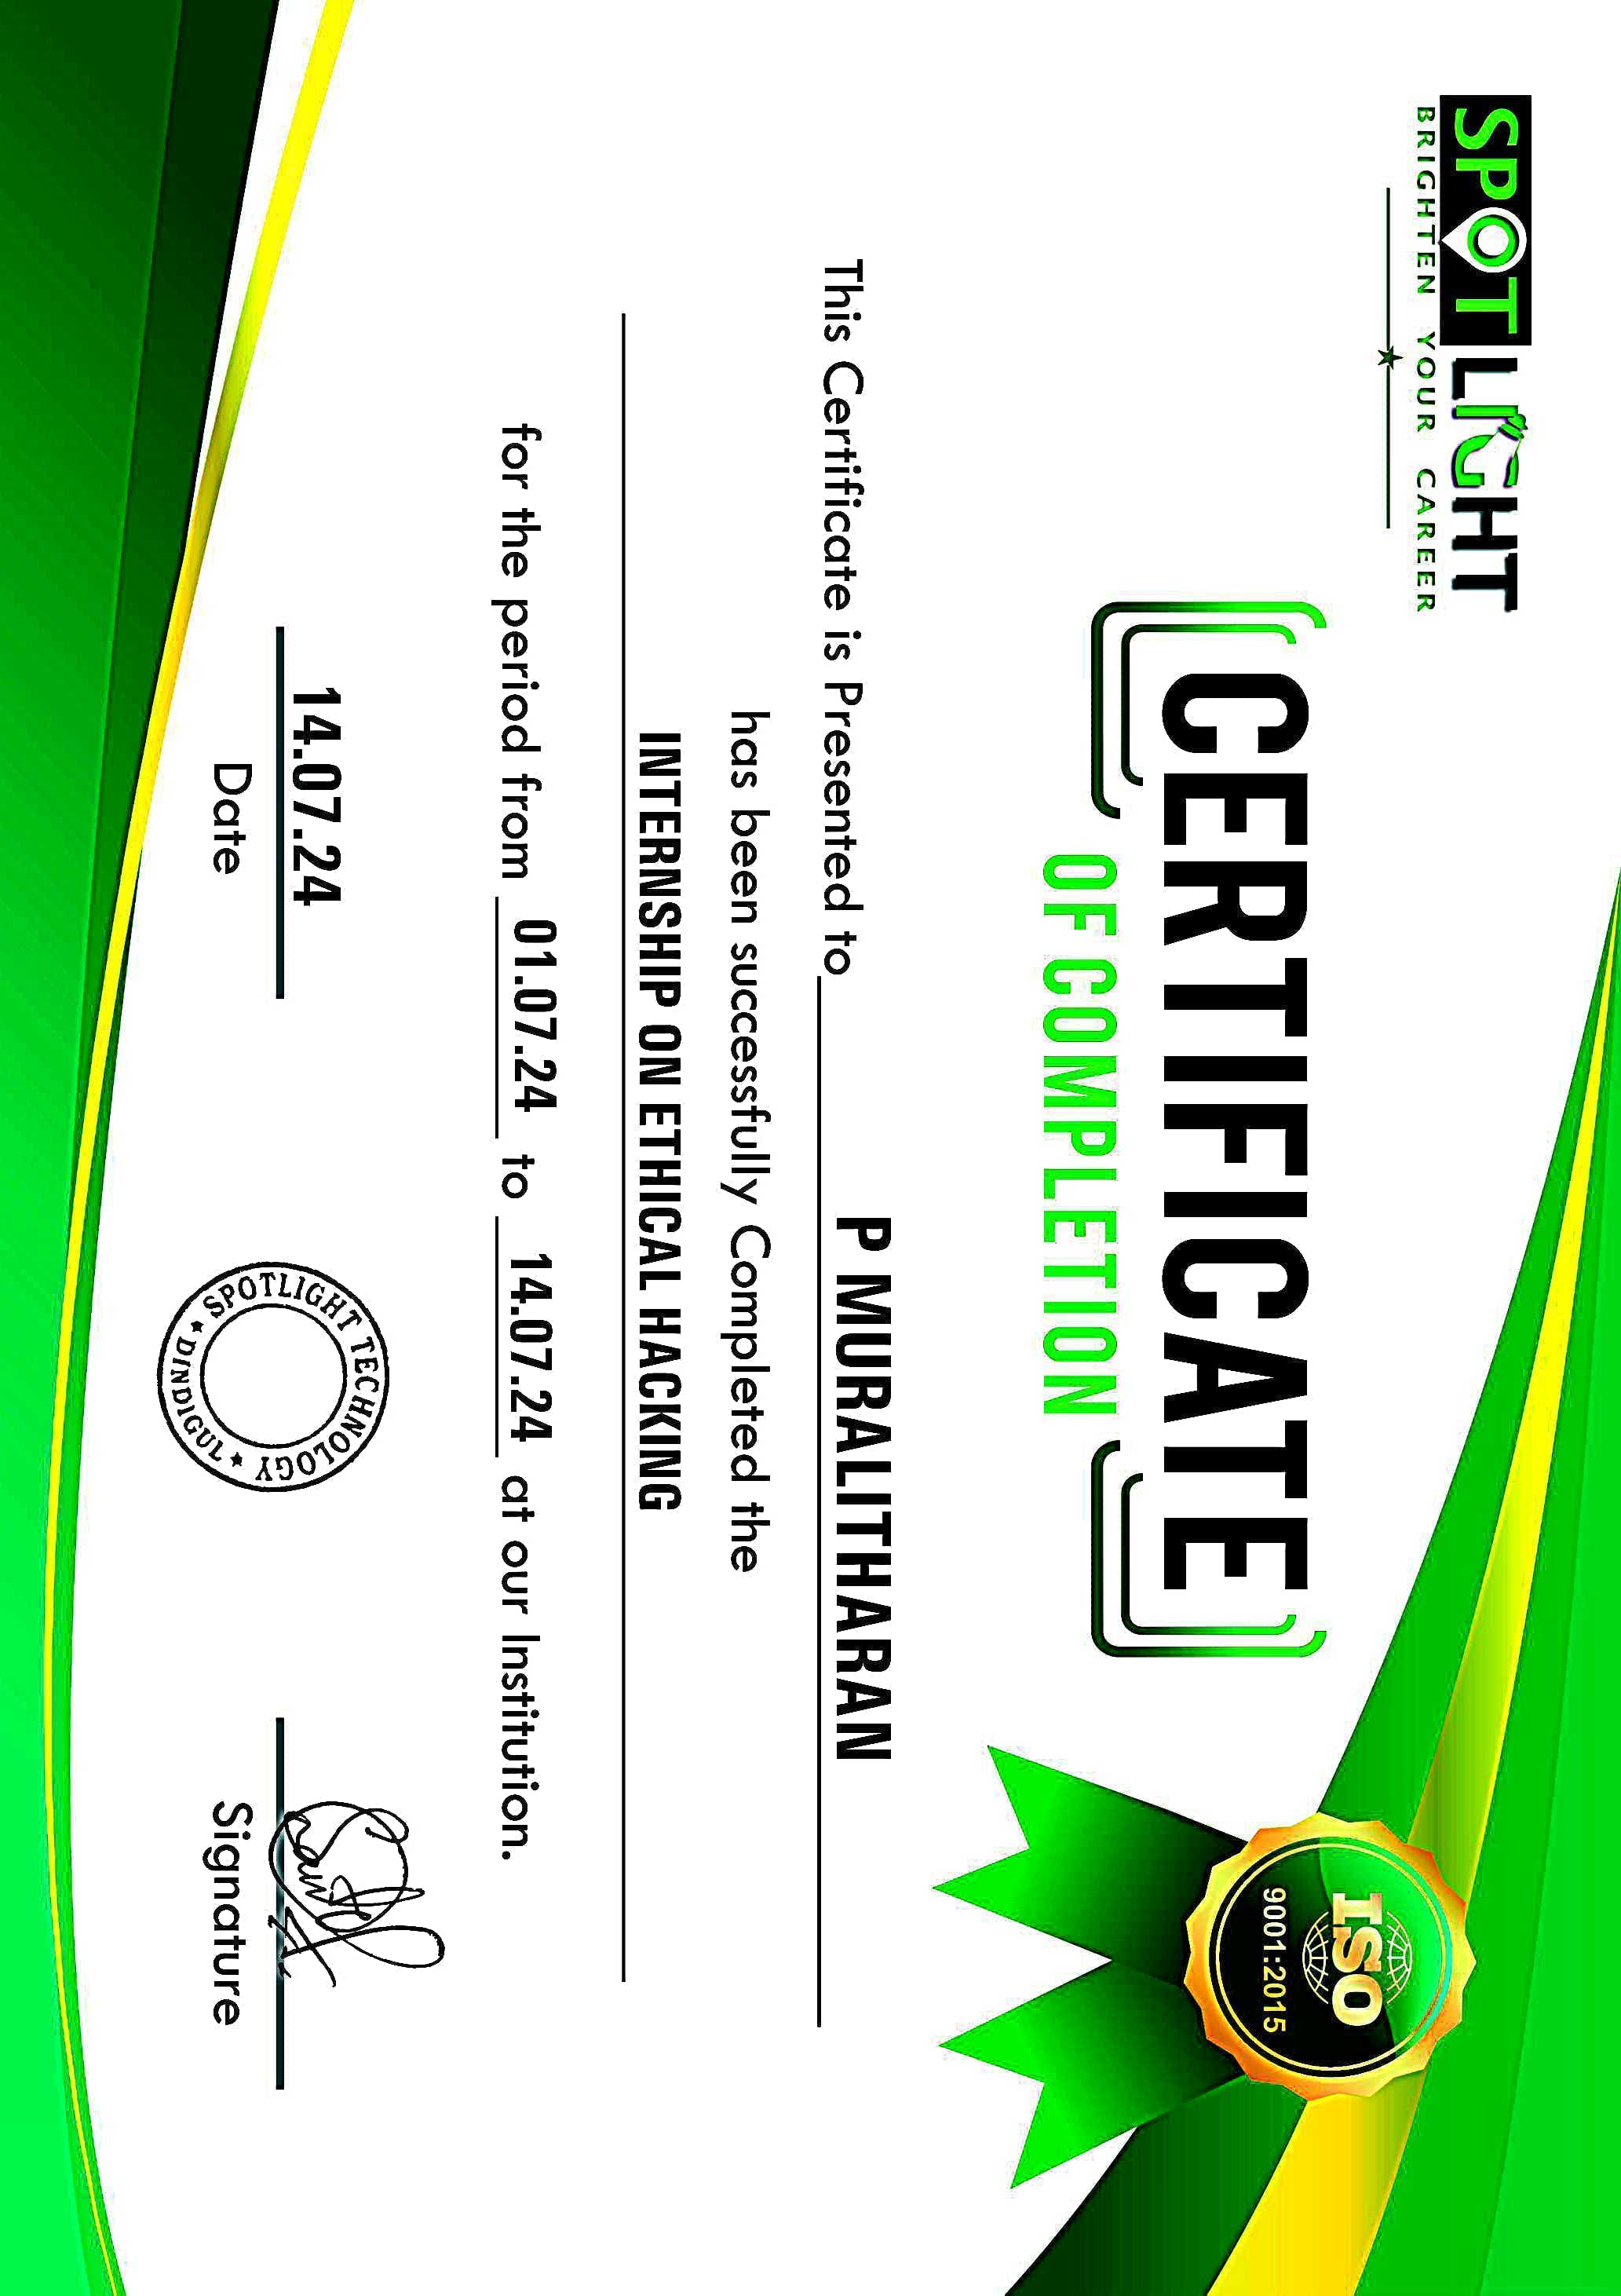 SPOTLIGHT
BRIGHTEN YOUR CAREER
CERTIFICATE
OF COMPLETION
ISO
9001:2015
This Certificate is Presented to P MURALITHARAN
has been successfully Completed the
INTERNSHIP ON ETHICAL HACKING
for the period from 01.07.24 to 14.07.24 at our Institution.
14.07.24
Date
SPOTLIGHT TECHNOLOGY
★ DINDIGUL ★
Signature